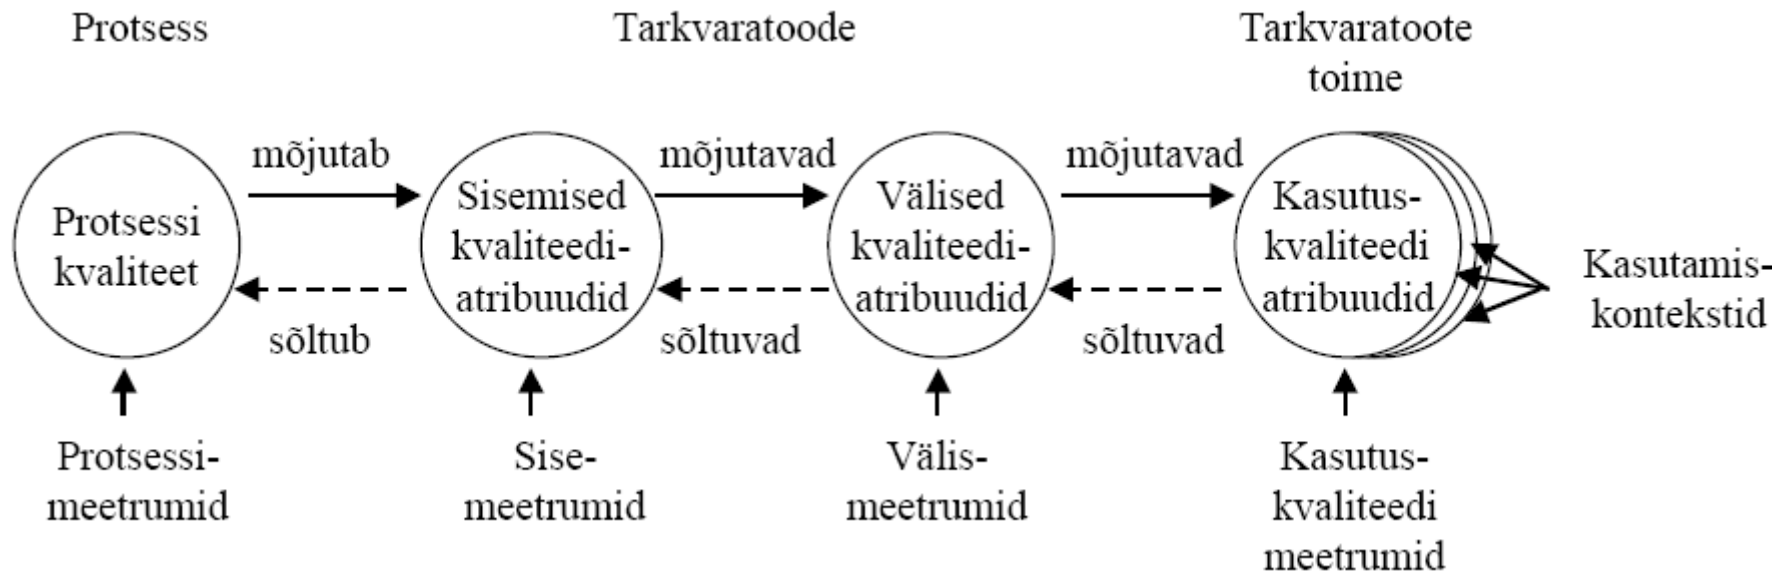 Protsess
Tarkvaratoode
Tarkvaratoote
toime
mõjutab
mõjutavad
mõjutavad
Protsessi
kvaliteet
Sisemised
kvaliteedi-
atribuudid
Välised
kvaliteedi-
atribuudid
Kasutus-
kvaliteedi
atribuudid
Kasutamis-
kontekstid
sõltub
sõltuvad
sõltuvad
Protsessi-
meetrumid
Sise-
meetrumid
Välis-
meetrumid
Kasutus-
kvaliteedi
meetrumid